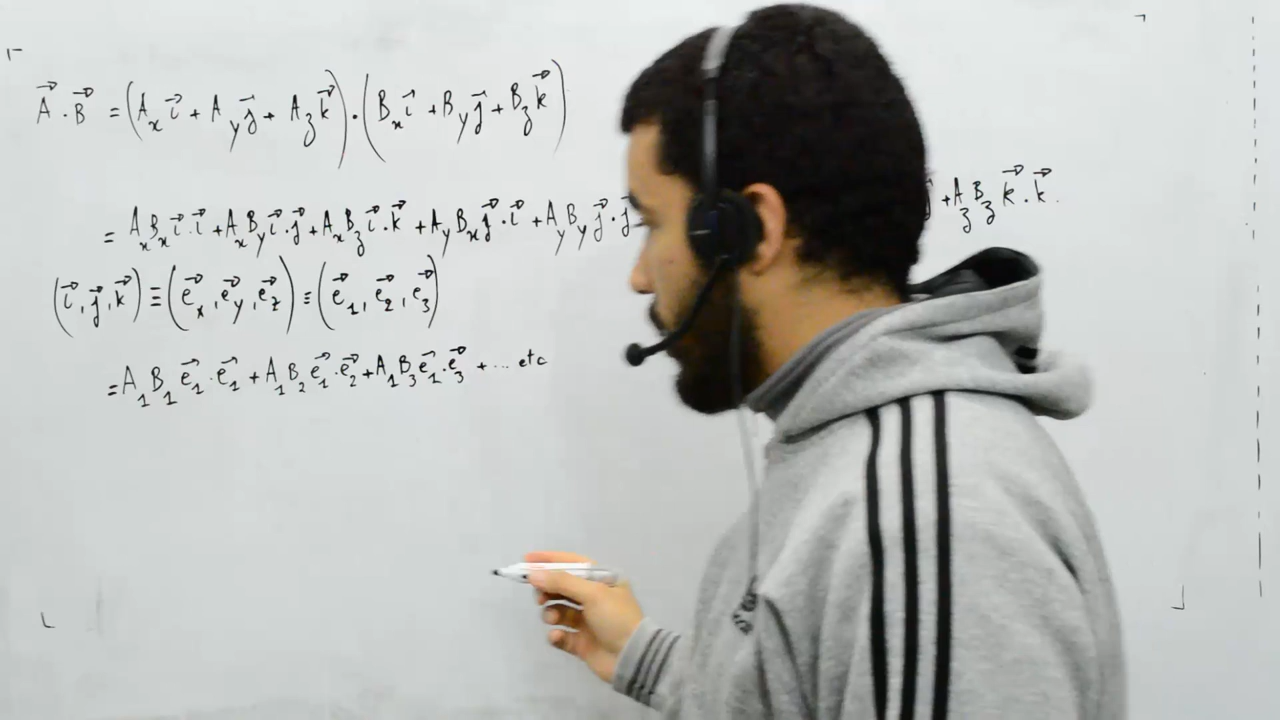 A⃗ · B⃗ = (Aₓ i⃗ + A_y j⃗ + A_z k⃗) · (Bₓ i⃗ + B_y j⃗ + B_z k⃗)
= AₓBₓ i⃗ · i⃗ + AₓB_y i⃗ · j⃗ + AₓB_z i⃗ · k⃗ + A_yBₓ j⃗ · i⃗ + A_yB_y j⃗ · j⃗ + A_zB_z k⃗ · k⃗.
(i⃗, j⃗, k⃗) ≡ (e⃗ₓ, e⃗_y, e⃗_z) ≡ (e⃗₁, e⃗₂, e⃗₃)
= A₁B₁ e⃗₁ · e⃗₁ + A₁B₂ e⃗₁ · e⃗₂ + A₁B₃ e⃗₁ · e⃗₃ + ... etc